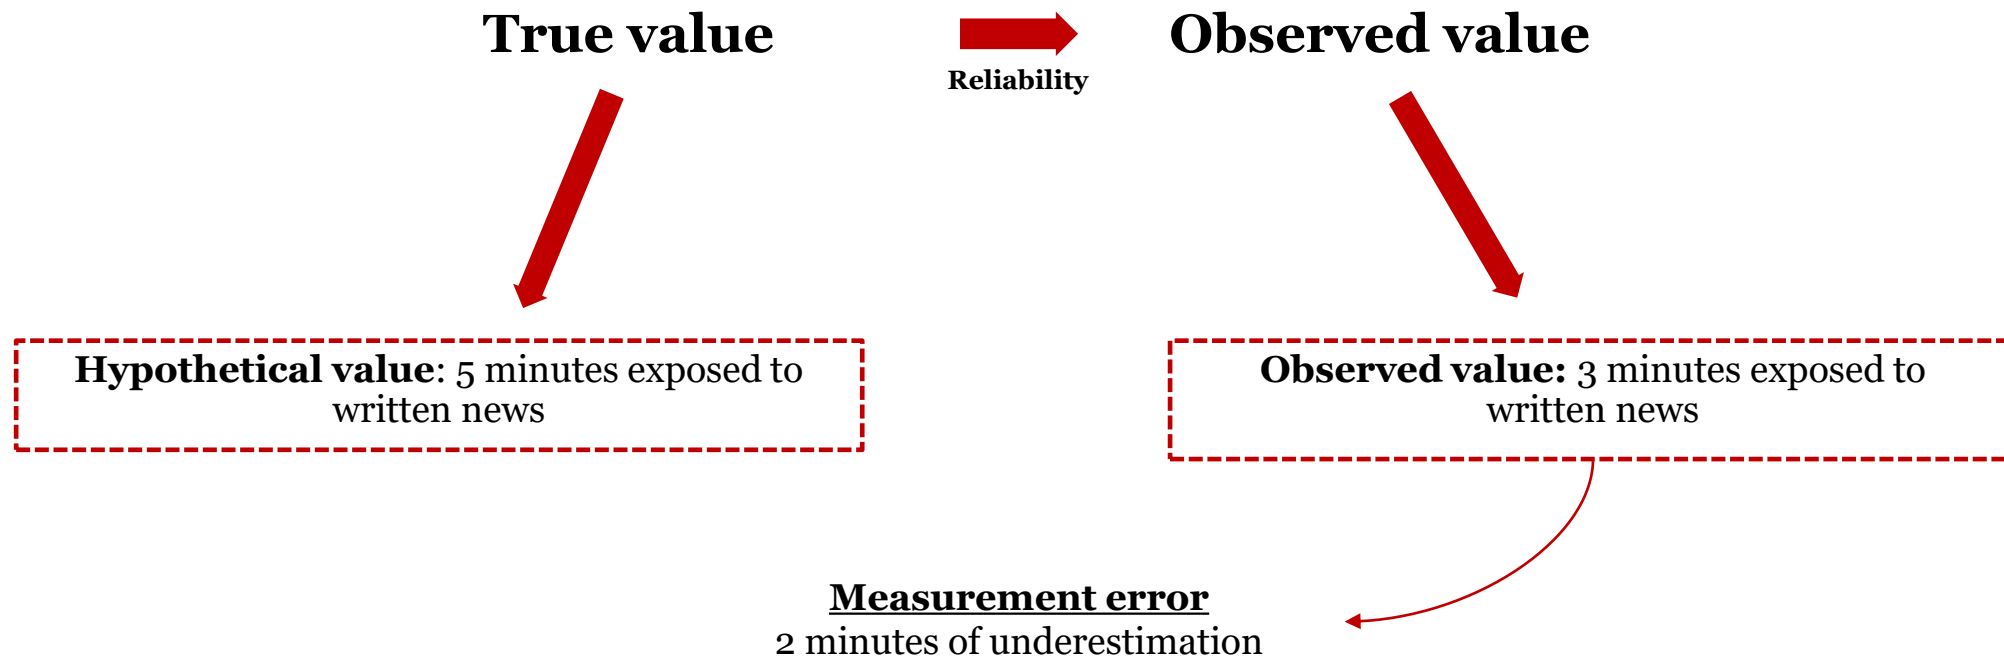 True value
Observed value
Reliability
Hypothetical value: 5 minutes exposed to
written news
Observed value: 3 minutes exposed to
written news
Measurement error
2 minutes of underestimation